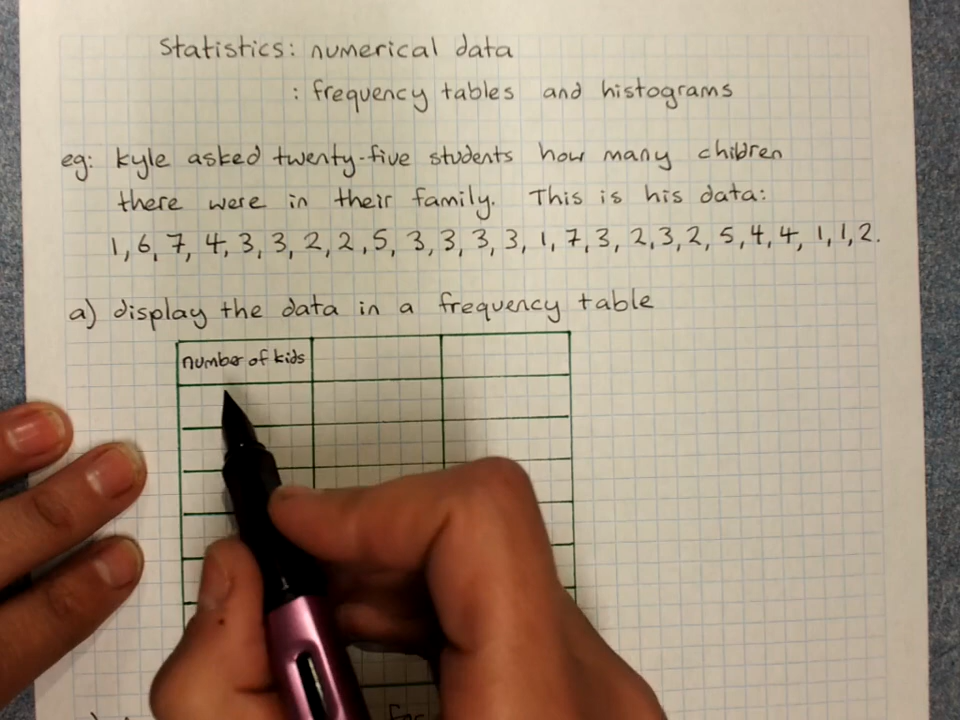 Statistics: numerical data
: frequency tables and histograms
eg: Kyle asked twenty-five students how many children
there were in their family. This is his data:
1, 6, 7, 4, 3, 3, 2, 2, 5, 3, 3, 3, 3, 1, 7, 3, 2, 3, 2, 5, 4, 4, 1, 1, 2.
a) display the data in a frequency table
number of kids